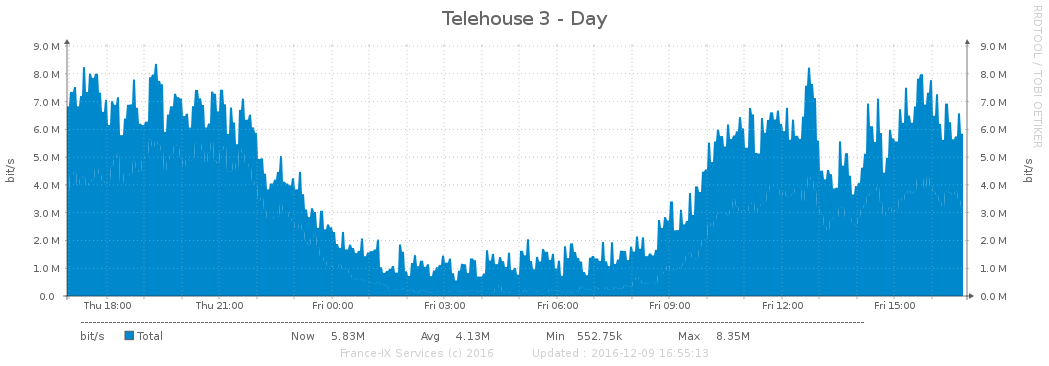 Telehouse 3 - Day
RRDTOOL / TOBI OETIKER
bit/s
9.0 M
8.0 M
7.0 M
6.0 M
5.0 M
4.0 M
3.0 M
2.0 M
1.0 M
0.0
9.0 M
8.0 M
7.0 M
6.0 M
5.0 M
4.0 M
3.0 M
2.0 M
1.0 M
0.0 M
bit/s
Thu 18:00 Thu 21:00 Fri 00:00 Fri 03:00 Fri 06:00 Fri 09:00 Fri 12:00 Fri 15:00
bit/s Total Now 5.83M Avg 4.13M Min 552.75k Max 8.35M
France-IX Services (c) 2016 Updated : 2016-12-09 16:55:13